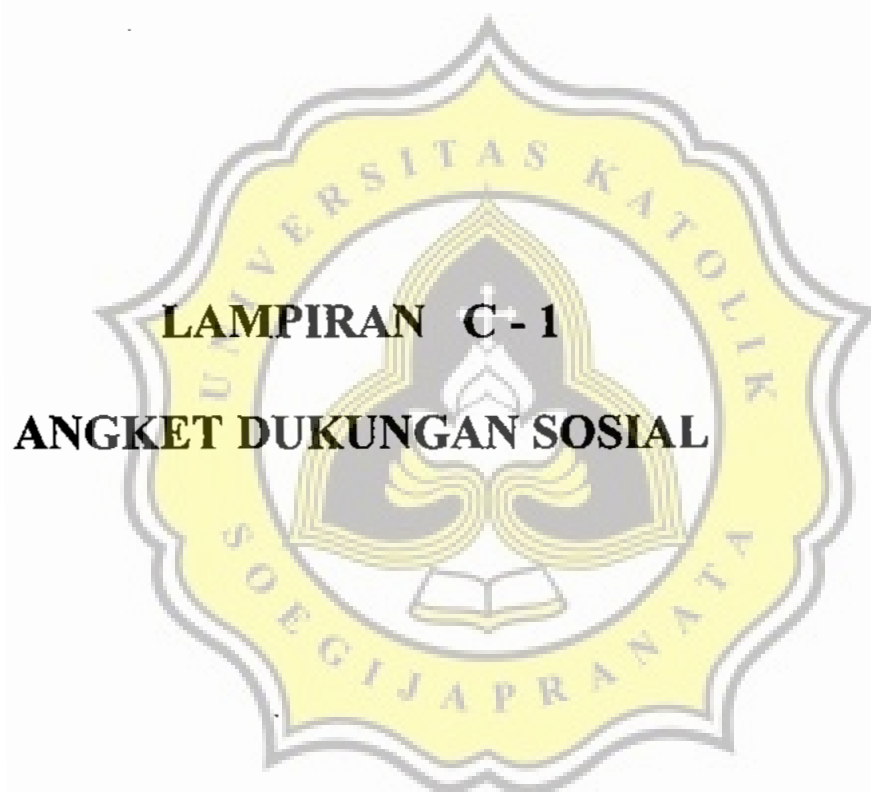 LAMPIRAN C - 1
ANGKET DUKUNGAN SOSIAL
UNIVERSITAS KATOLIK
SOEGIJAPRANATA